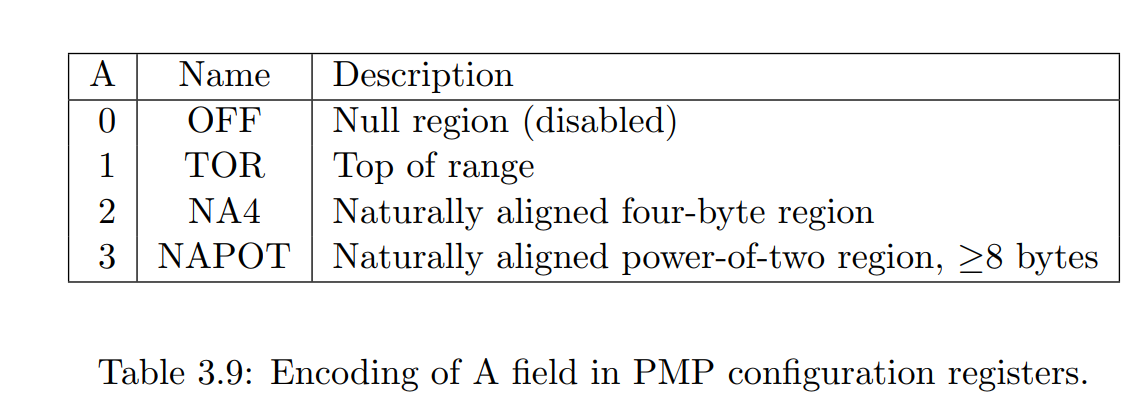 A Name Description
0 OFF Null region (disabled)
1 TOR Top of range
2 NA4 Naturally aligned four-byte region
3 NAPOT Naturally aligned power-of-two region, ≥8 bytes
Table 3.9: Encoding of A field in PMP configuration registers.